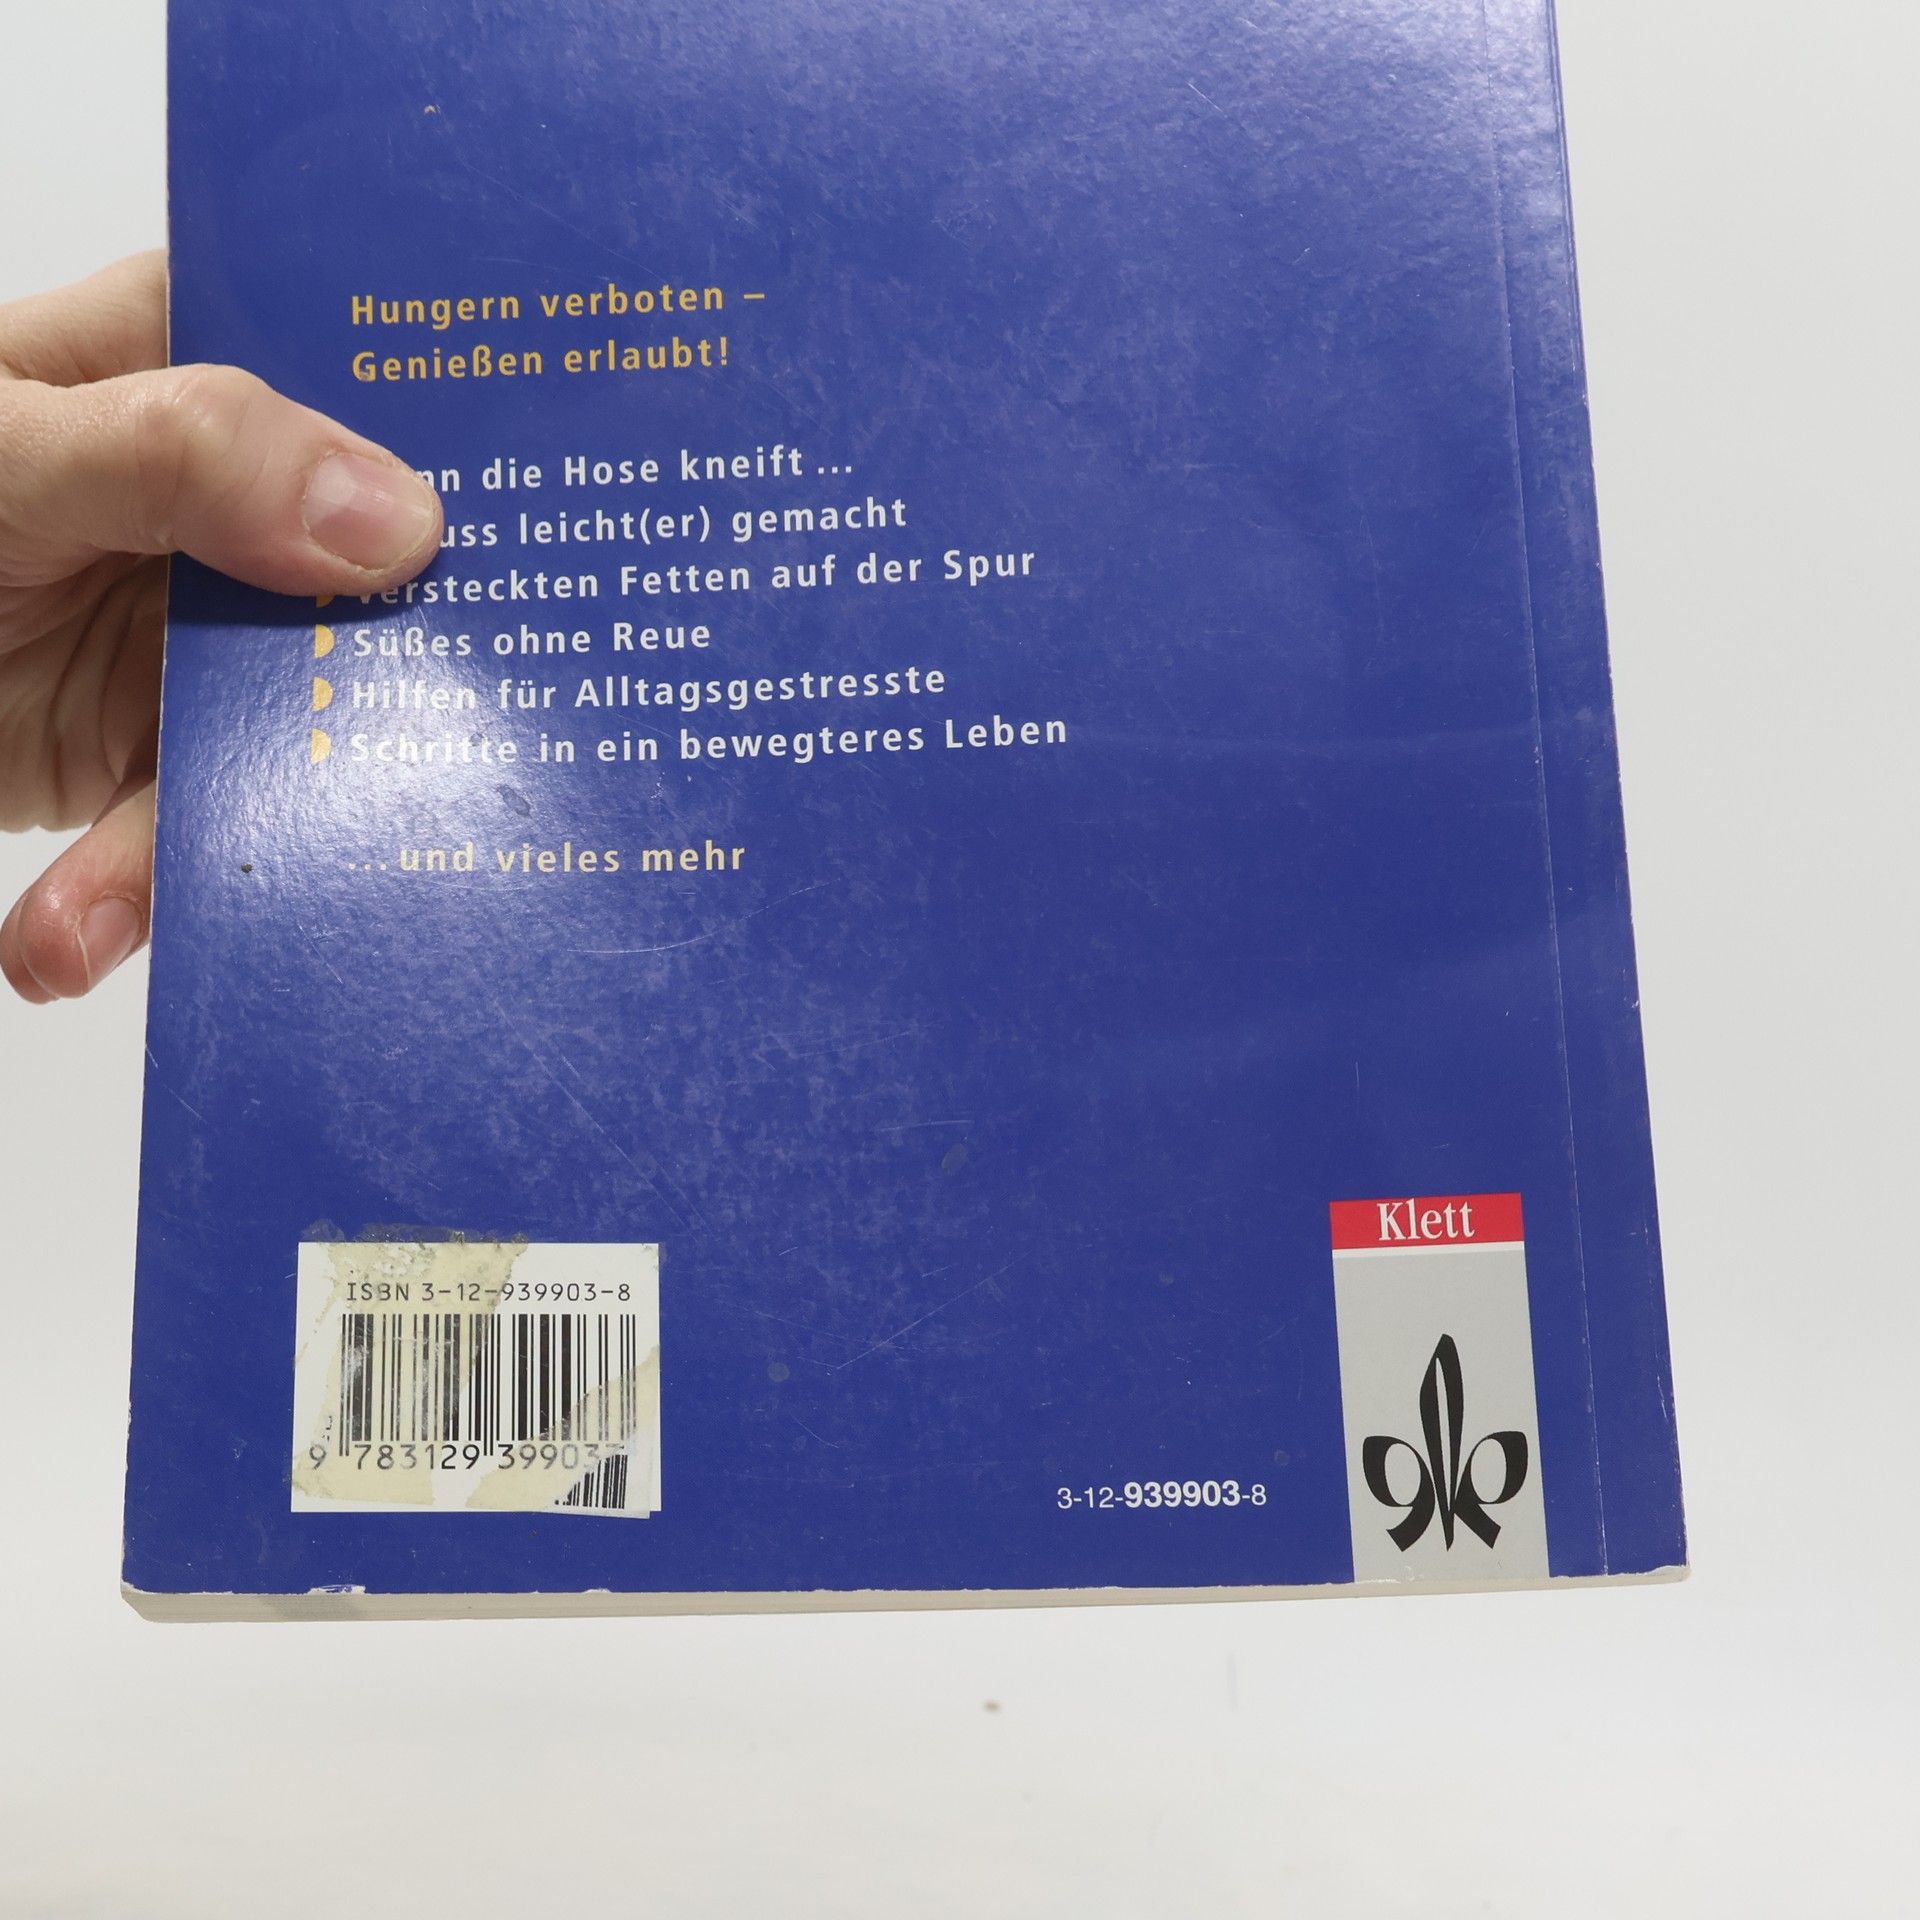 Hungern verboten –
Genießen erlaubt!
die Hose kneift ...
leicht(er) gemacht
Versteckten Fetten auf der Spur
Süßes ohne Reue
Hilfen für Alltagsgestresste
Schritte in ein bewegteres Leben
... und vieles mehr
Klett
ISBN 3-12-939903-8
9 783129 39903
3-12-939903-8